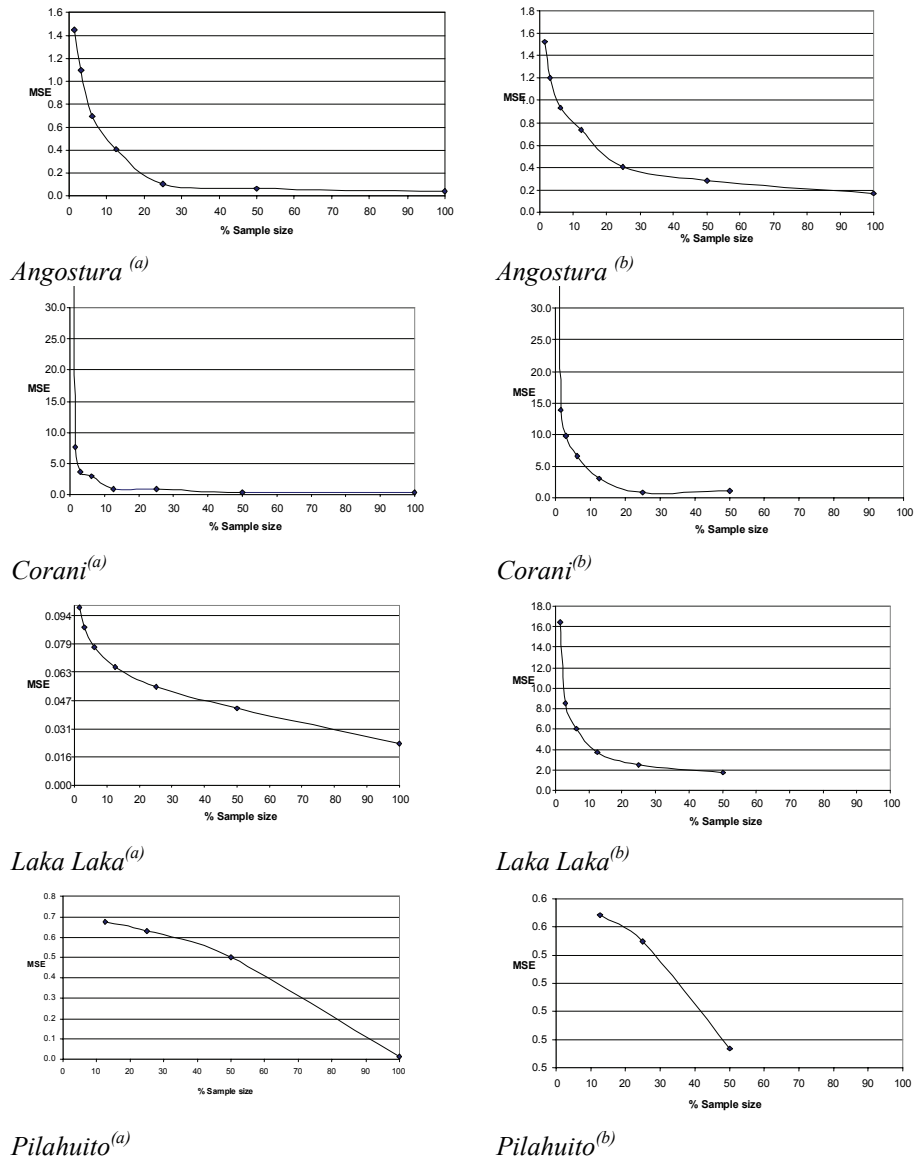 1.6
1.4
1.2
1.0
MSE
0.8
0.6
0.4
0.2
0.0
0 10 20 30 40 50 60 70 80 90 100
% Sample size
Angostura (a)
1.8
1.6
1.4
1.2
MSE
1.0
0.8
0.6
0.4
0.2
0.0
0 10 20 30 40 50 60 70 80 90 100
% Sample size
Angostura (b)
30.0
25.0
20.0
MSE
15.0
10.0
5.0
0.0
0 10 20 30 40 50 60 70 80 90 100
% Sample size
Corani(a)
30.0
25.0
20.0
MSE
15.0
10.0
5.0
0.0
0 10 20 30 40 50 60 70 80 90 100
% Sample size
Corani(b)
0.094
0.079
0.063
MSE
0.047
0.031
0.016
0.000
0 10 20 30 40 50 60 70 80 90 100
% Sample size
Laka Laka(a)
18.0
16.0
14.0
12.0
MSE
10.0
8.0
6.0
4.0
2.0
0.0
0 10 20 30 40 50 60 70 80 90 100
% Sample size
Laka Laka(b)
0.8
0.7
0.6
0.5
MSE
0.4
0.3
0.2
0.1
0.0
0 10 20 30 40 50 60 70 80 90 100
% Sample size
Pilahuito(a)
0.6
0.6
0.5
MSE
0.5
0.5
0.5
0.5
0 10 20 30 40 50 60 70 80 90 100
% Sample size
Pilahuito(b)